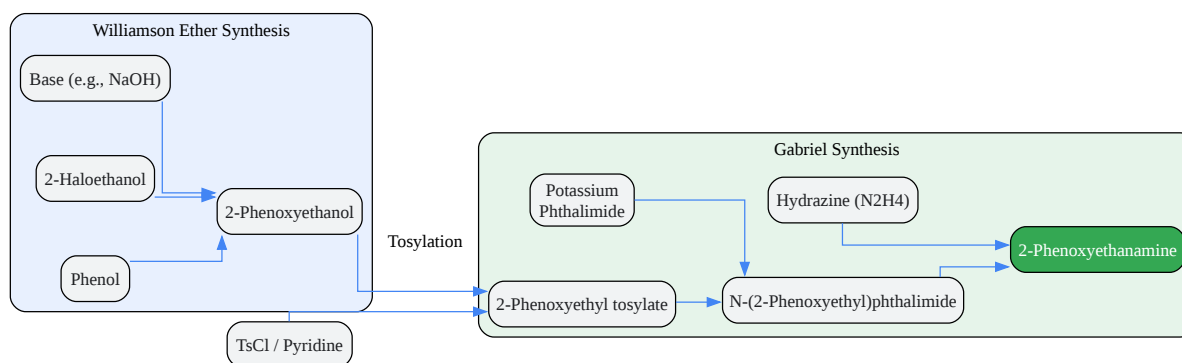 Williamson Ether Synthesis
Base (e.g., NaOH)
2-Haloethanol
2-Phenoxyethanol
Phenol
Tosylation
TsCl / Pyridine
Gabriel Synthesis
Potassium
Phthalimide
Hydrazine (N2H4)
2-Phenoxyethanamine
2-Phenoxyethyl tosylate
N-(2-Phenoxyethyl)phthalimide